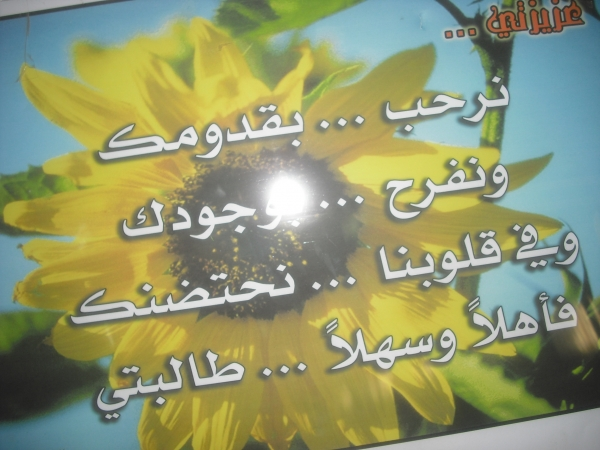 عزيزتي ...
نرحب ... بقدومك
ونفرح ... بوجودك
وفي قلوبنا ... نحتضنك
فأهلاً وسهلاً ... طالبتي